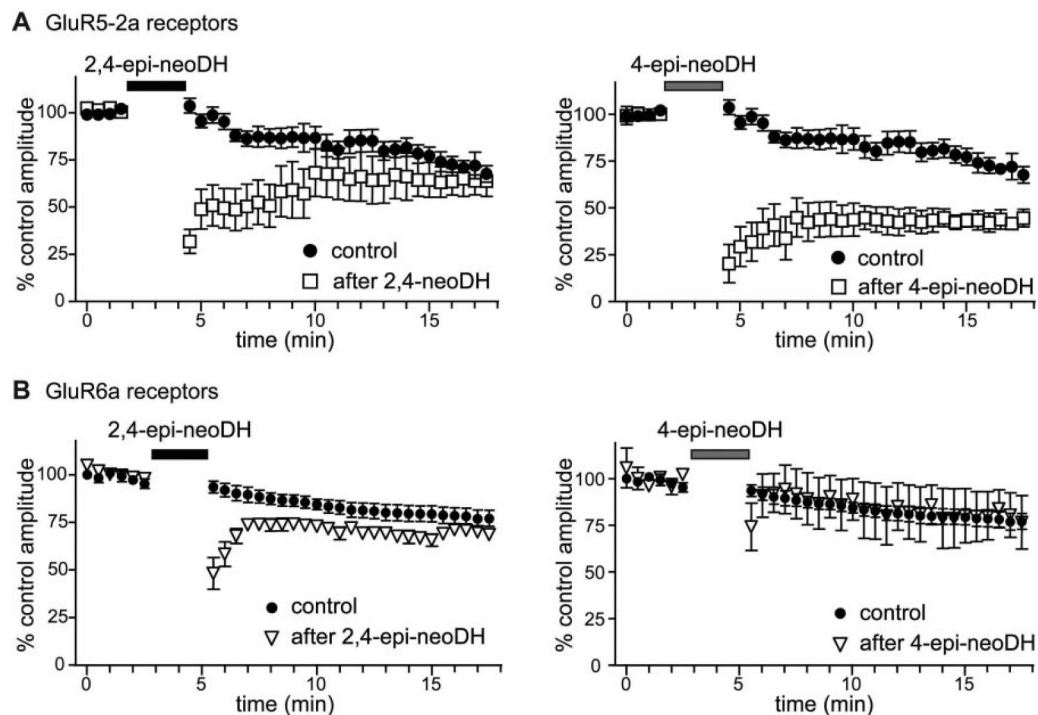 A GluR5-2a receptors
2,4-epi-neoDH
4-epi-neoDH
% control amplitude
100
75
50
25
0
control
after 2,4-neoDH
0 5 10 15
time (min)
% control amplitude
100
75
50
25
0
control
after 4-epi-neoDH
0 5 10 15
time (min)
B GluR6a receptors
2,4-epi-neoDH
4-epi-neoDH
% control amplitude
100
75
50
25
0
control
after 2,4-epi-neoDH
0 5 10 15
time (min)
% control amplitude
100
75
50
25
0
control
after 4-epi-neoDH
0 5 10 15
time (min)